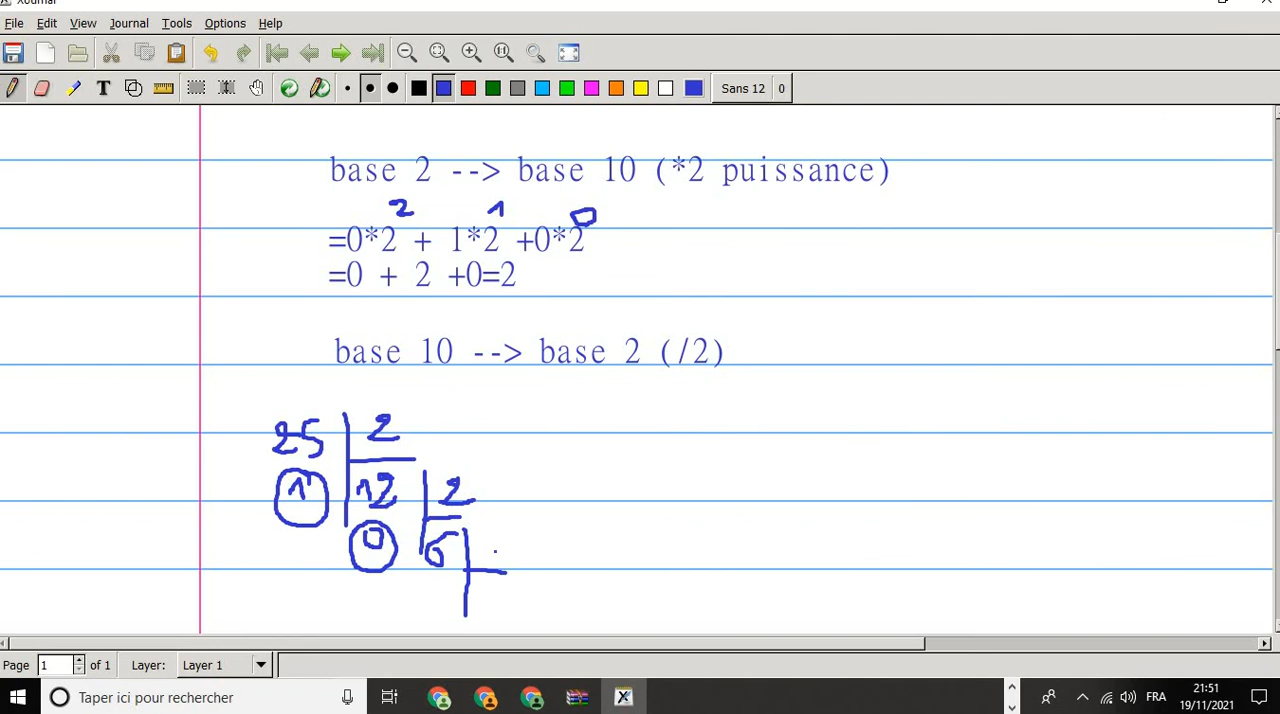 Xournal
File Edit View Journal Tools Options Help
Sans 12 0
base 2 --> base 10 (*2 puissance)
2 1 0
=0*2 + 1*2 +0*2
=0 + 2 +0=2
base 10 --> base 2 (/2)
25 2
1 12 2
0 6
Page 1 of 1 Layer: Layer 1
Taper ici pour rechercher
FRA
21:51
19/11/2021